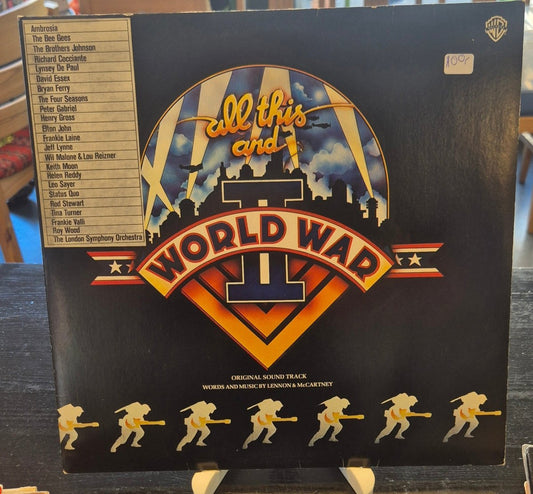 Ambrosia
The Bee Gees
The Brothers Johnson
Richard Cocciante
Lynsey De Paul
David Essex
Bryan Ferry
The Four Seasons
Peter Gabriel
Henry Gross
Elton John
Frankie Laine
Jeff Lynne
Wil Malone & Lou Reizner
Keith Moon
Helen Reddy
Leo Sayer
Status Quo
Rod Stewart
Tina Turner
Frankie Valli
Roy Wood
The London Symphony Orchestra
all this
and
WORLD WAR
II
ORIGINAL SOUND TRACK
WORDS AND MUSIC BY LENNON & McCARTNEY